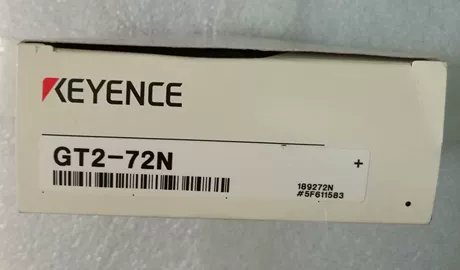 KEYENCE
GT2-72N
+
189272N
#5F611583